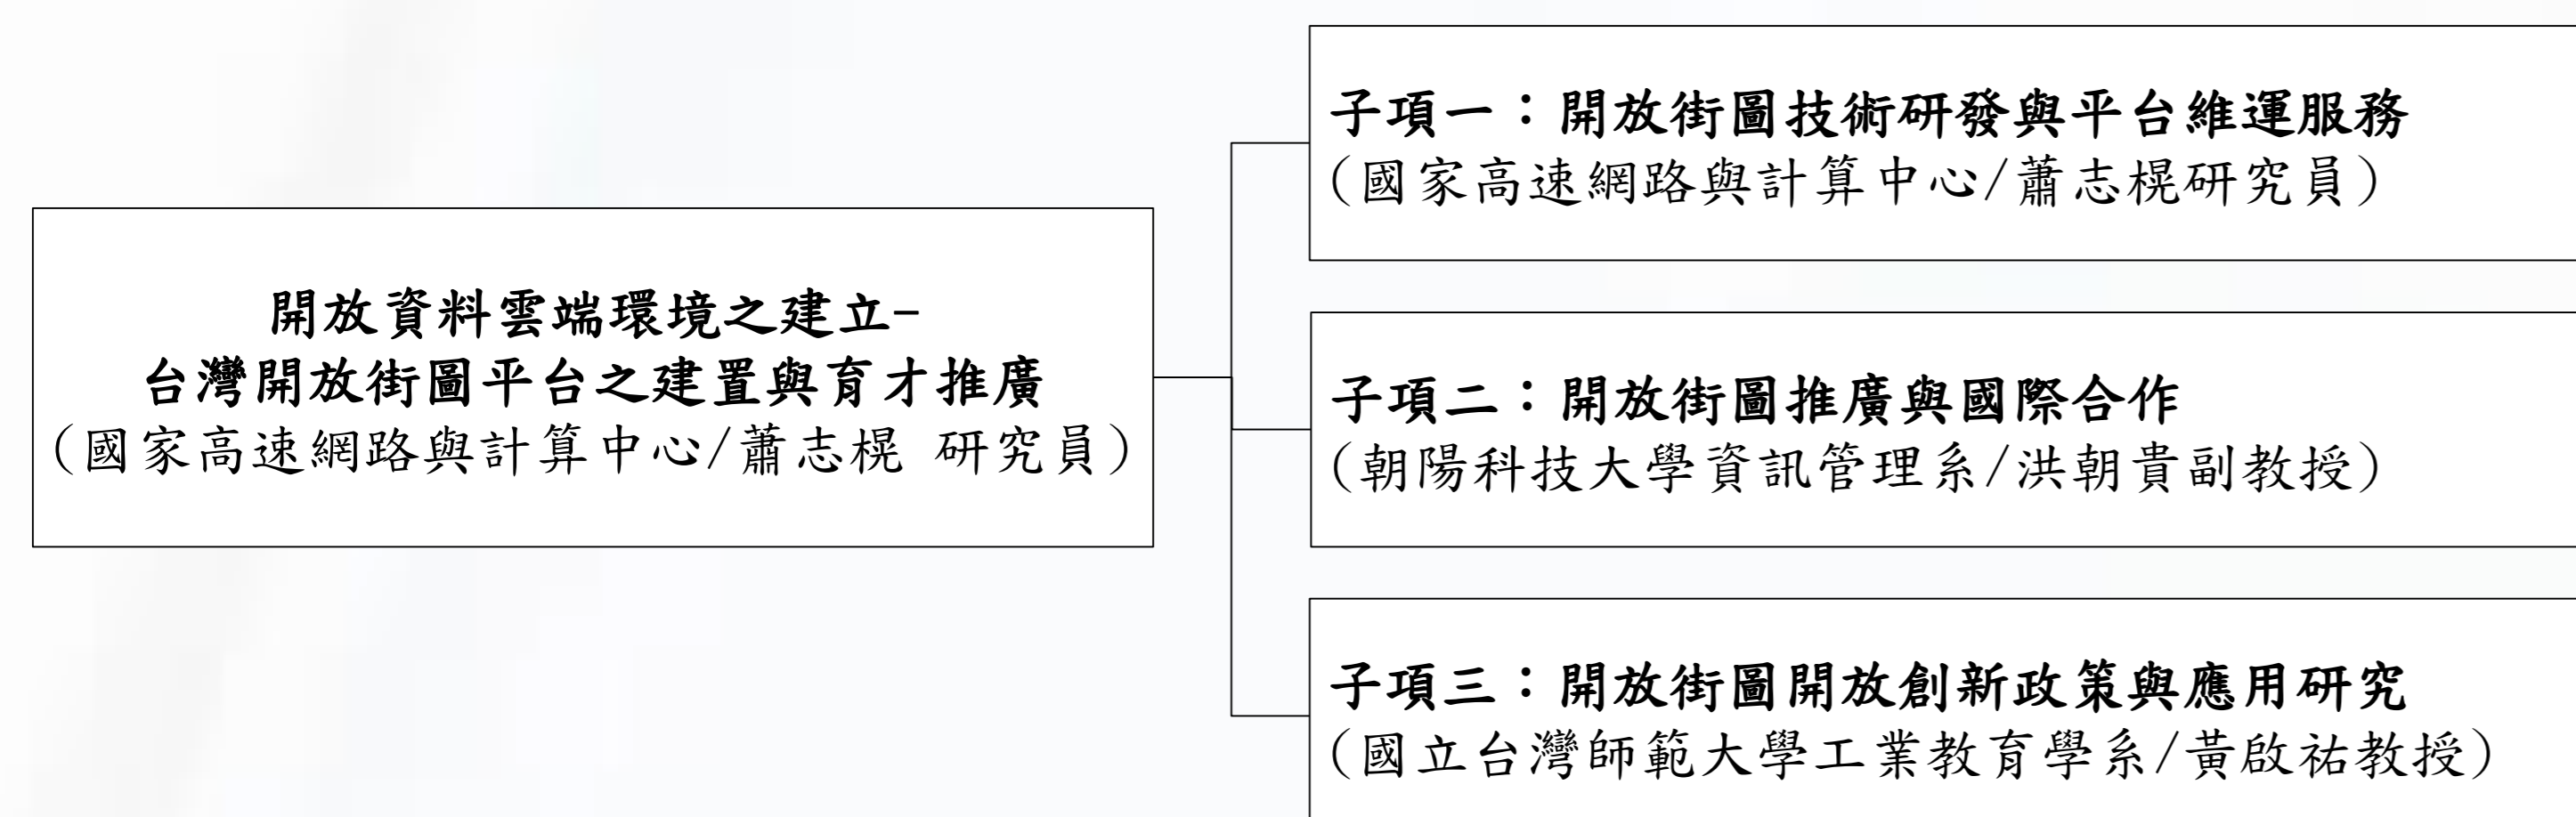 開放資料雲端環境之建立-
台灣開放街圖平台之建置與育才推廣
(國家高速網路與計算中心/蕭志榥 研究員)
子項一：開放街圖技術研發與平台維運服務
(國家高速網路與計算中心/蕭志榥研究員)
子項二：開放街圖推廣與國際合作
(朝陽科技大學資訊管理系/洪朝貴副教授)
子項三：開放街圖開放創新政策與應用研究
(國立台灣師範大學工業教育學系/黃啟祐教授)